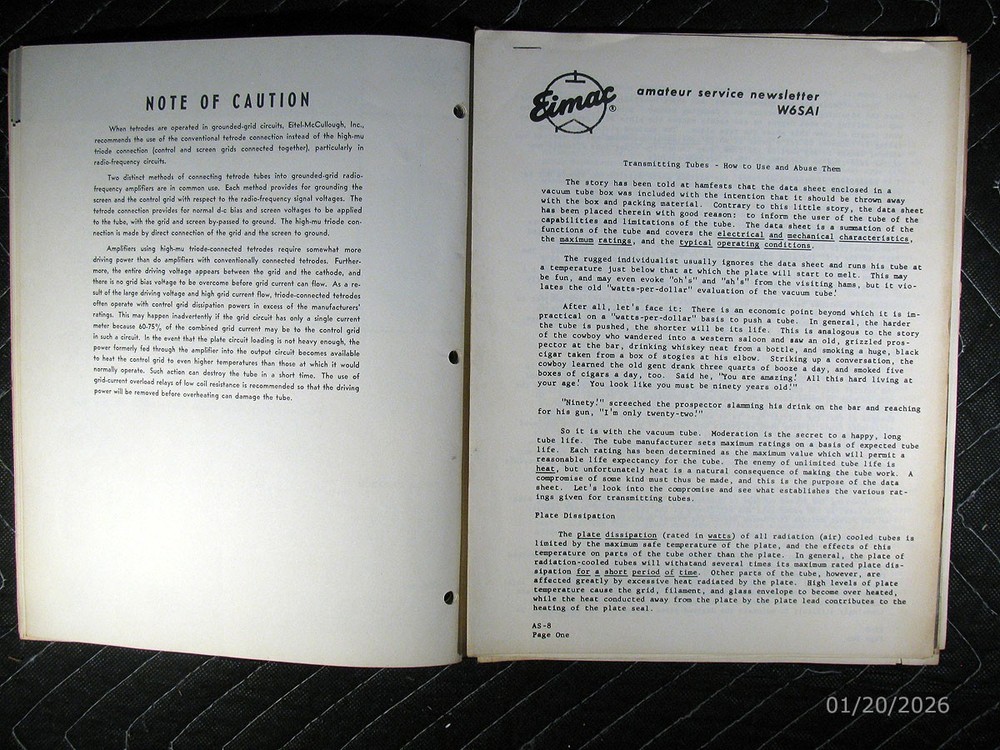 NOTE OF CAUTION
When tetrodes are operated in grounded-grid circuits, Eitel-McCullough, Inc.,
recommends the use of the conventional tetrode connection instead of the high-mu
triode connection (control and screen grids connected together), particularly in
radio-frequency circuits.
Two distinct methods of connecting tetrode tubes into grounded-grid radio-
frequency amplifiers are in common use. Each method provides for grounding the
screen and the control grid with respect to the radio-frequency signal voltages. The
tetrode connection provides for normal d-c bias and screen voltages to be applied
to the tube, with the grid and screen by-passed to ground. The high-mu triode con-
nection is made by direct connection of the grid and the screen to ground.
Amplifiers using high-mu triode-connected tetrodes require somewhat more
driving power than do amplifiers with conventionally connected tetrodes. Further-
more, the entire driving voltage appears between the grid and the cathode, and
there is no grid bias voltage to be overcome before grid current can flow. As a re-
sult of the large driving voltage and high grid current flow, triode-connected tetrodes
often operate with control grid dissipation powers in excess of the manufacturers'
ratings. This may happen inadvertently if the grid circuit has only a single current
meter because 60-75% of the combined grid current may be to the control grid
in such a circuit. In the event that the plate circuit loading is not heavy enough, the
power formerly fed through the amplifier into the output circuit becomes available
to heat the control grid to even higher temperatures than those at which it would
normally operate. Such action can destroy the tube in a short time. The use of
grid-current overload relays of low coil resistance is recommended so that the driving
power will be removed before overheating can damage the tube.
Eimac ®
amateur service newsletter
W6SAI
Transmitting Tubes - How to Use and Abuse Them
The story has been told at hamfests that the data sheet enclosed in a
vacuum tube box was included with the intention that it should be thrown away
with the box and packing material. Contrary to this little story, the data sheet
has been placed therein with good reason: to inform the user of the tube of the
capabilities and limitations of the tube. The data sheet is a summation of the
functions of the tube and covers the electrical and mechanical characteristics,
the maximum ratings, and the typical operating conditions.
The rugged individualist usually ignores the data sheet and runs his tube at
a temperature just below that at which the plate will start to melt. This may
be fun, and may even evoke "oh's" and "ah's" from the visiting hams, but it vio-
lates the old "watts-per-dollar" evaluation of the vacuum tube!
After all, let's face it: There is an economic point beyond which it is im-
practical on a "watts-per-dollar" basis to push a tube. In general, the harder
the tube is pushed, the shorter will be its life. This is analogous to the story
of the cowboy who wandered into a western saloon and saw an old, grizzled pros-
pector at the bar, drinking whiskey neat from a bottle, and smoking a huge, black
cigar taken from a box of stogies at his elbow. Striking up a conversation, the
cowboy learned the old gent drank three quarts of booze a day, and smoked five
boxes of cigars a day, too. Said he, "You are amazing! All this hard living at
your age! You look like you must be ninety years old!"
"Ninety!" screeched the prospector slamming his drink on the bar and reaching
for his gun, "I'm only twenty-two!"
So it is with the vacuum tube. Moderation is the secret to a happy, long
tube life. The tube manufacturer sets maximum ratings on a basis of expected tube
life. Each rating has been determined as the maximum value which will permit a
reasonable life expectancy for the tube. The enemy of unlimited tube life is
heat, but unfortunately heat is a natural consequence of making the tube work. A
compromise of some kind must thus be made, and this is the purpose of the data
sheet. Let's look into the compromise and see what establishes the various rat-
ings given for transmitting tubes.
Plate Dissipation
The plate dissipation (rated in watts) of all radiation (air) cooled tubes is
limited by the maximum safe temperature of the plate, and the effects of this
temperature on parts of the tube other than the plate. In general, the plate of
radiation-cooled tubes will withstand several times its maximum rated plate dis-
sipation for a short period of time. Other parts of the tube, however, are
affected greatly by excessive heat radiated by the plate. High levels of plate
temperature cause the grid, filament, and glass envelope to become over heated,
while the heat conducted away from the plate by the plate lead contributes to the
heating of the plate seal.
AS-8
Page One
01/20/2026